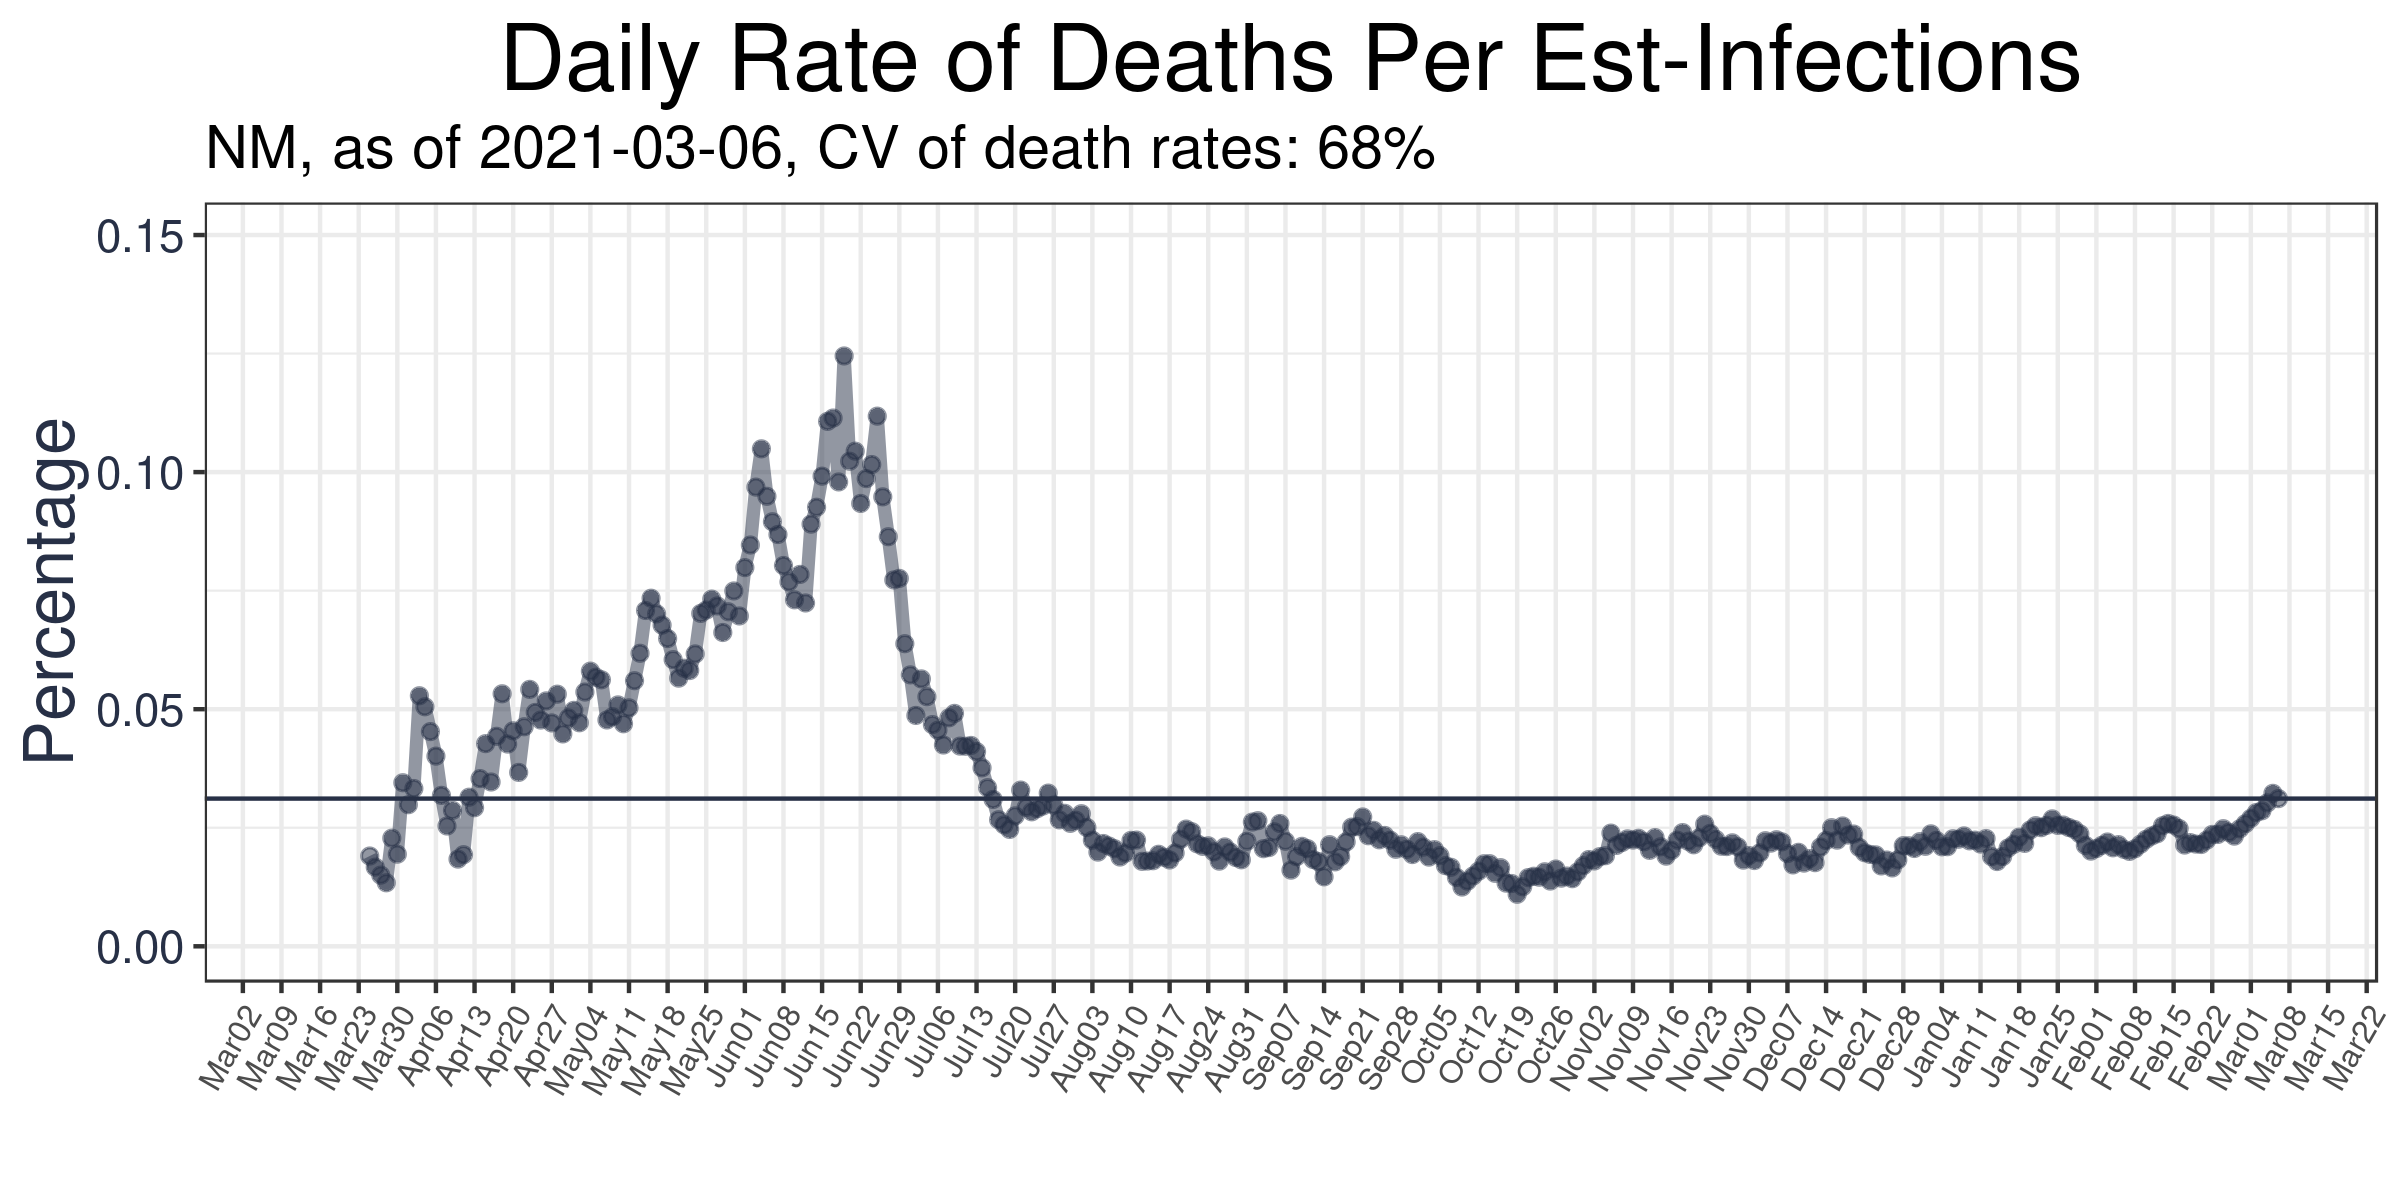 Daily Rate of Deaths Per Est-Infections
NM, as of 2021-03-06, CV of death rates: 68%
Percentage
0.15
0.10
0.05
0.00
Mar02
Mar09
Mar16
Mar23
Mar30
Apr06
Apr13
Apr20
Apr27
May04
May11
May18
May25
Jun01
Jun08
Jun15
Jun22
Jun29
Jul06
Jul13
Jul20
Jul27
Aug03
Aug10
Aug17
Aug24
Aug31
Sep07
Sep14
Sep21
Sep28
Oct05
Oct12
Oct19
Oct26
Nov02
Nov09
Nov16
Nov23
Nov30
Dec07
Dec14
Dec21
Dec28
Jan04
Jan11
Jan18
Jan25
Feb01
Feb08
Feb15
Feb22
Mar01
Mar08
Mar15
Mar22